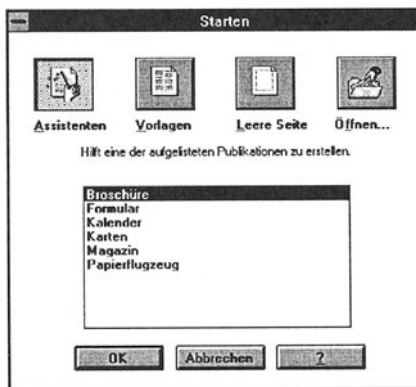 Starten
Assistenten Vorlagen Leere Seite Öffnen...
Hilft eine der aufgelisteten Publikationen zu erstellen.
Broschüre
Formular
Kalender
Karten
Magazin
Papierflugzeug
OK Abbrechen ?